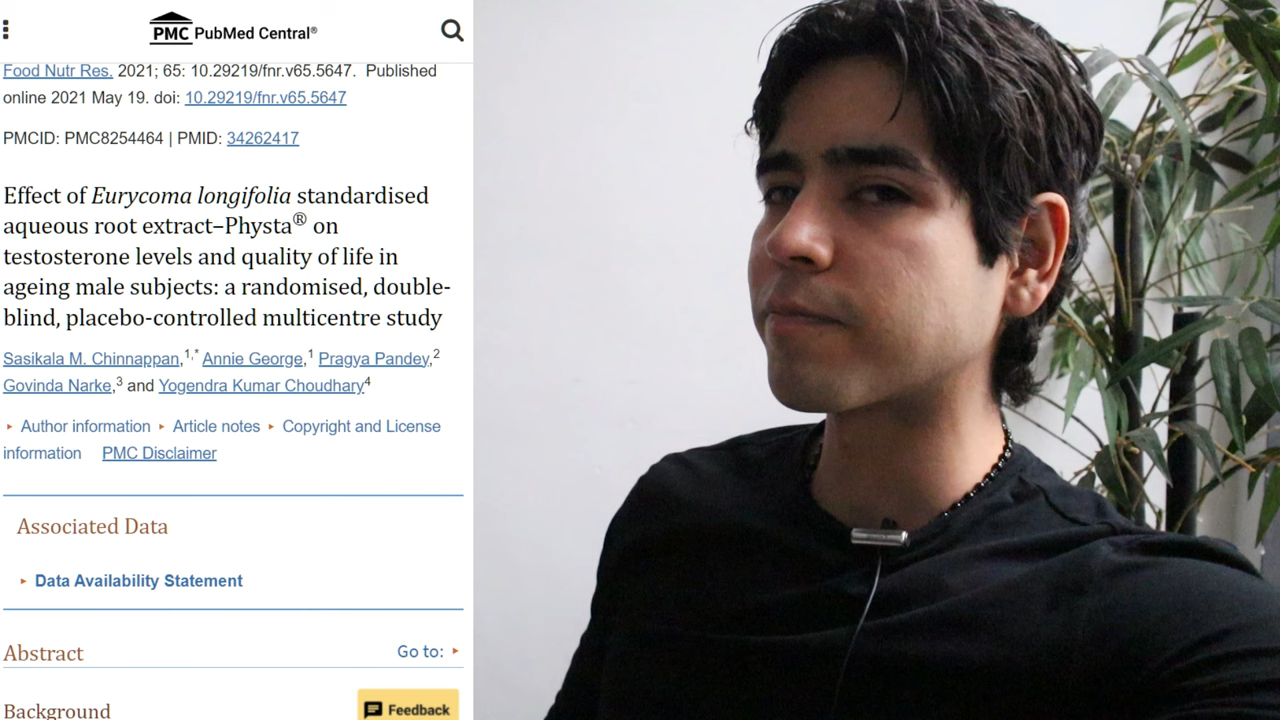 PMC PubMed Central®
Food Nutr Res. 2021; 65: 10.29219/fnr.v65.5647. Published
online 2021 May 19. doi: 10.29219/fnr.v65.5647
PMCID: PMC8254464 | PMID: 34262417
Effect of Eurycoma longifolia standardised
aqueous root extract–Physta® on
testosterone levels and quality of life in
ageing male subjects: a randomised, double-
blind, placebo-controlled multicentre study
Sasikala M. Chinnappan,1,* Annie George,1 Pragya Pandey,2
Govinda Narke,3 and Yogendra Kumar Choudhary4
▸ Author information ▸ Article notes ▸ Copyright and License
information PMC Disclaimer
Associated Data
▸ Data Availability Statement
Abstract Go to: ▸
Background
Feedback